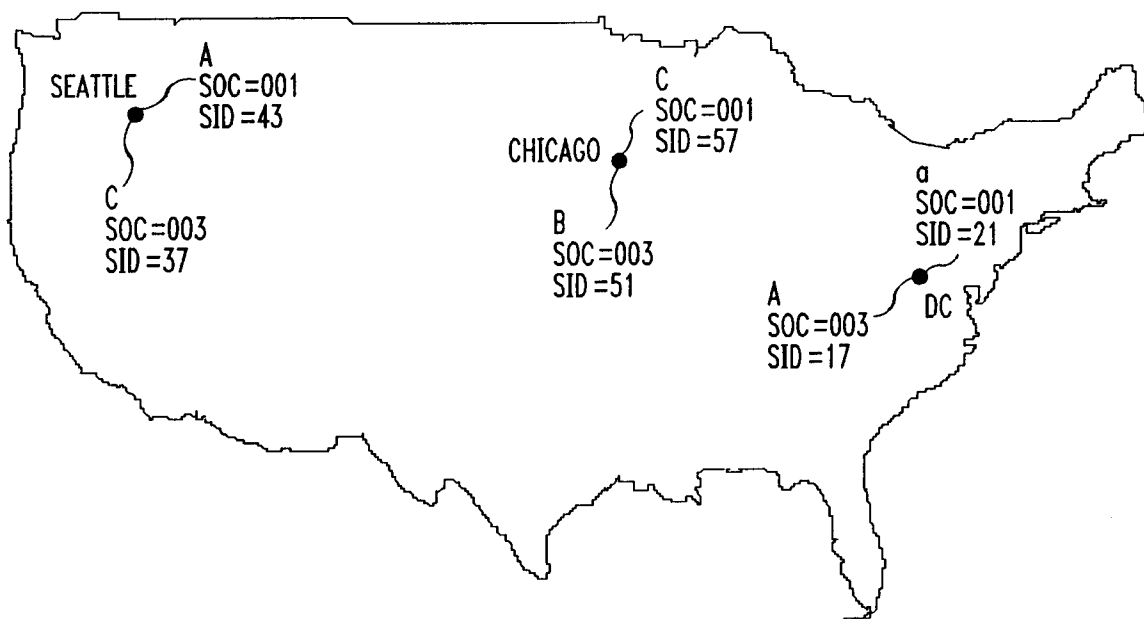 A
SEATTLE
SOC=001
SID=43
C
SOC=003
SID=37
C
SOC=001
SID=57
CHICAGO
B
SOC=003
SID=51
a
SOC=001
SID=21
DC
A
SOC=003
SID=17